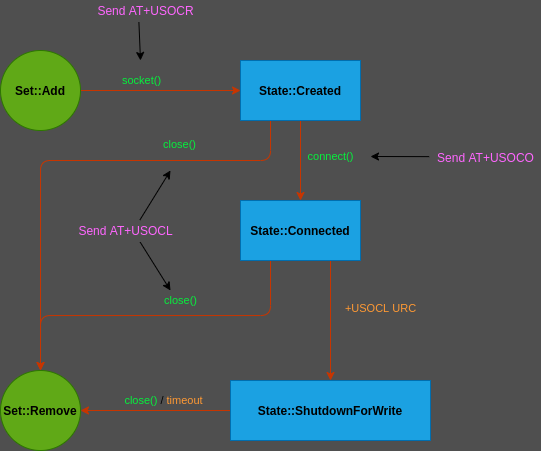 Send AT+USOCR
socket()
Set::Add
State::Created
close()
connect()
Send AT+USOCO
Send AT+USOCL
State::Connected
close()
+USOCL URC
close() / timeout
Set::Remove
State::ShutdownForWrite